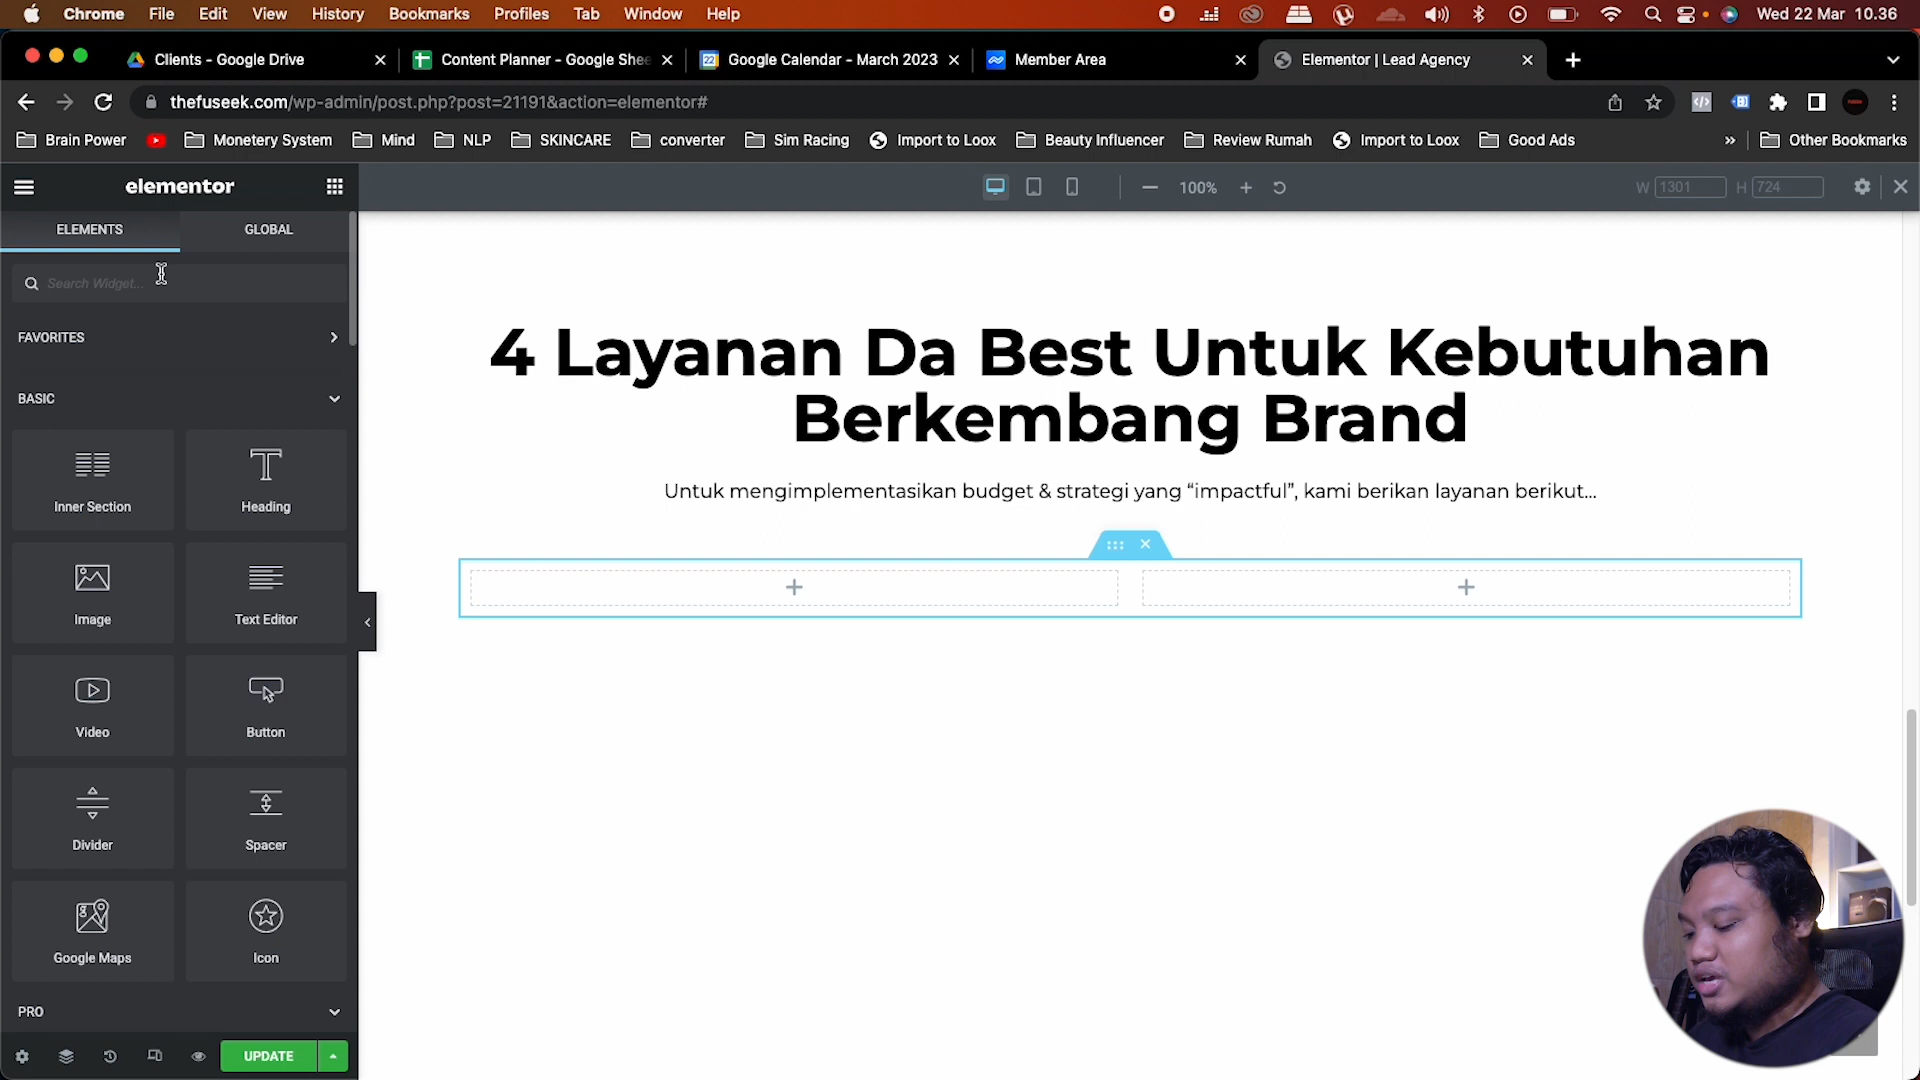 Chrome File Edit View History Bookmarks Profiles Tab Window Help Wed 22 Mar 10.36
Clients - Google Drive Content Planner - Google Shee Google Calendar - March 2023 Member Area Elementor | Lead Agency
thefuseek.com/wp-admin/post.php?post=21191&action=elementor#
Brain Power Monetery System Mind NLP SKINCARE converter Sim Racing Import to Loox Beauty Influencer Review Rumah Import to Loox Good Ads » Other Bookmarks
elementor 100% W 1301 H 724
ELEMENTS GLOBAL
Search Widget...
FAVORITES
BASIC
Inner Section Heading
Image Text Editor
Video Button
Divider Spacer
Google Maps Icon
PRO
UPDATE
4 Layanan Da Best Untuk Kebutuhan
Berkembang Brand
Untuk mengimplementasikan budget & strategi yang “impactful”, kami berikan layanan berikut...